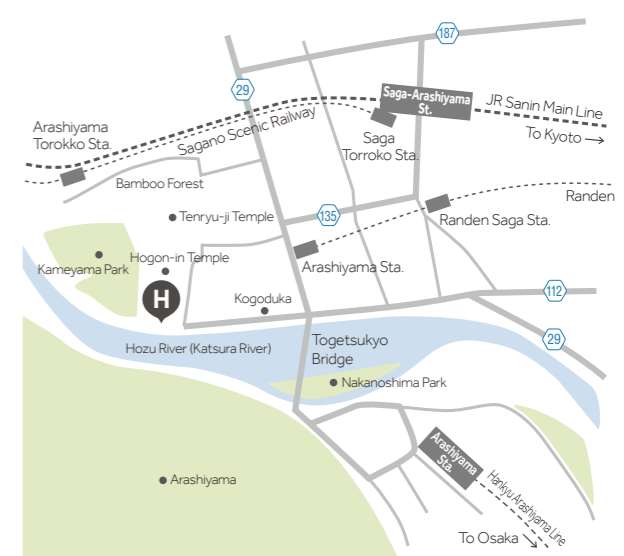 187
29
Saga-Arashiyama
St.
JR Sanin Main Line
To Kyoto →
Arashiyama
Torokko Sta.
Sagano Scenic Railway
Saga
Torroko Sta.
Bamboo Forest
Randen
Tenryu-ji Temple
135
Randen Saga Sta.
Kameyama Park
Hogon-in Temple
Arashiyama Sta.
H
Kogoduka
112
Hozu River (Katsura River)
Togetsukyo
Bridge
29
Nakanoshima Park
Arashiyama
Sta.
Arashiyama
Hankyu Arashiyama Line
To Osaka ↘